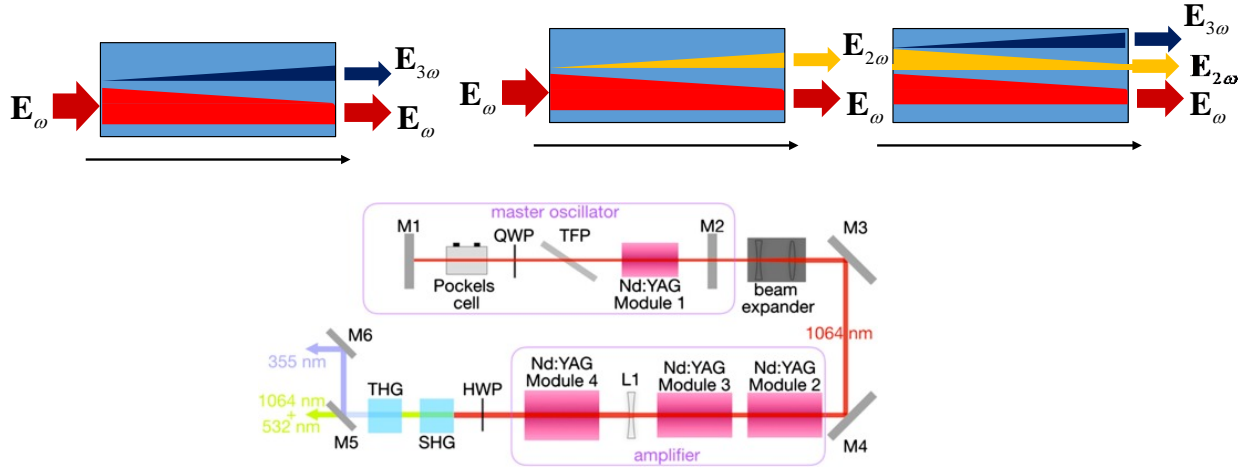 E3ω
Eω
Eω
E2ω
Eω
Eω
E3ω
E2ω
Eω
master oscillator
M1
QWP
TFP
M2
M3
Pockels
cell
Nd:YAG
Module 1
beam
expander
1064 nm
M6
355 nm
THG
SHG
HWP
Nd:YAG
Module 4
L1
Nd:YAG
Module 3
Nd:YAG
Module 2
1064 nm
+
532 nm
M5
M4
amplifier